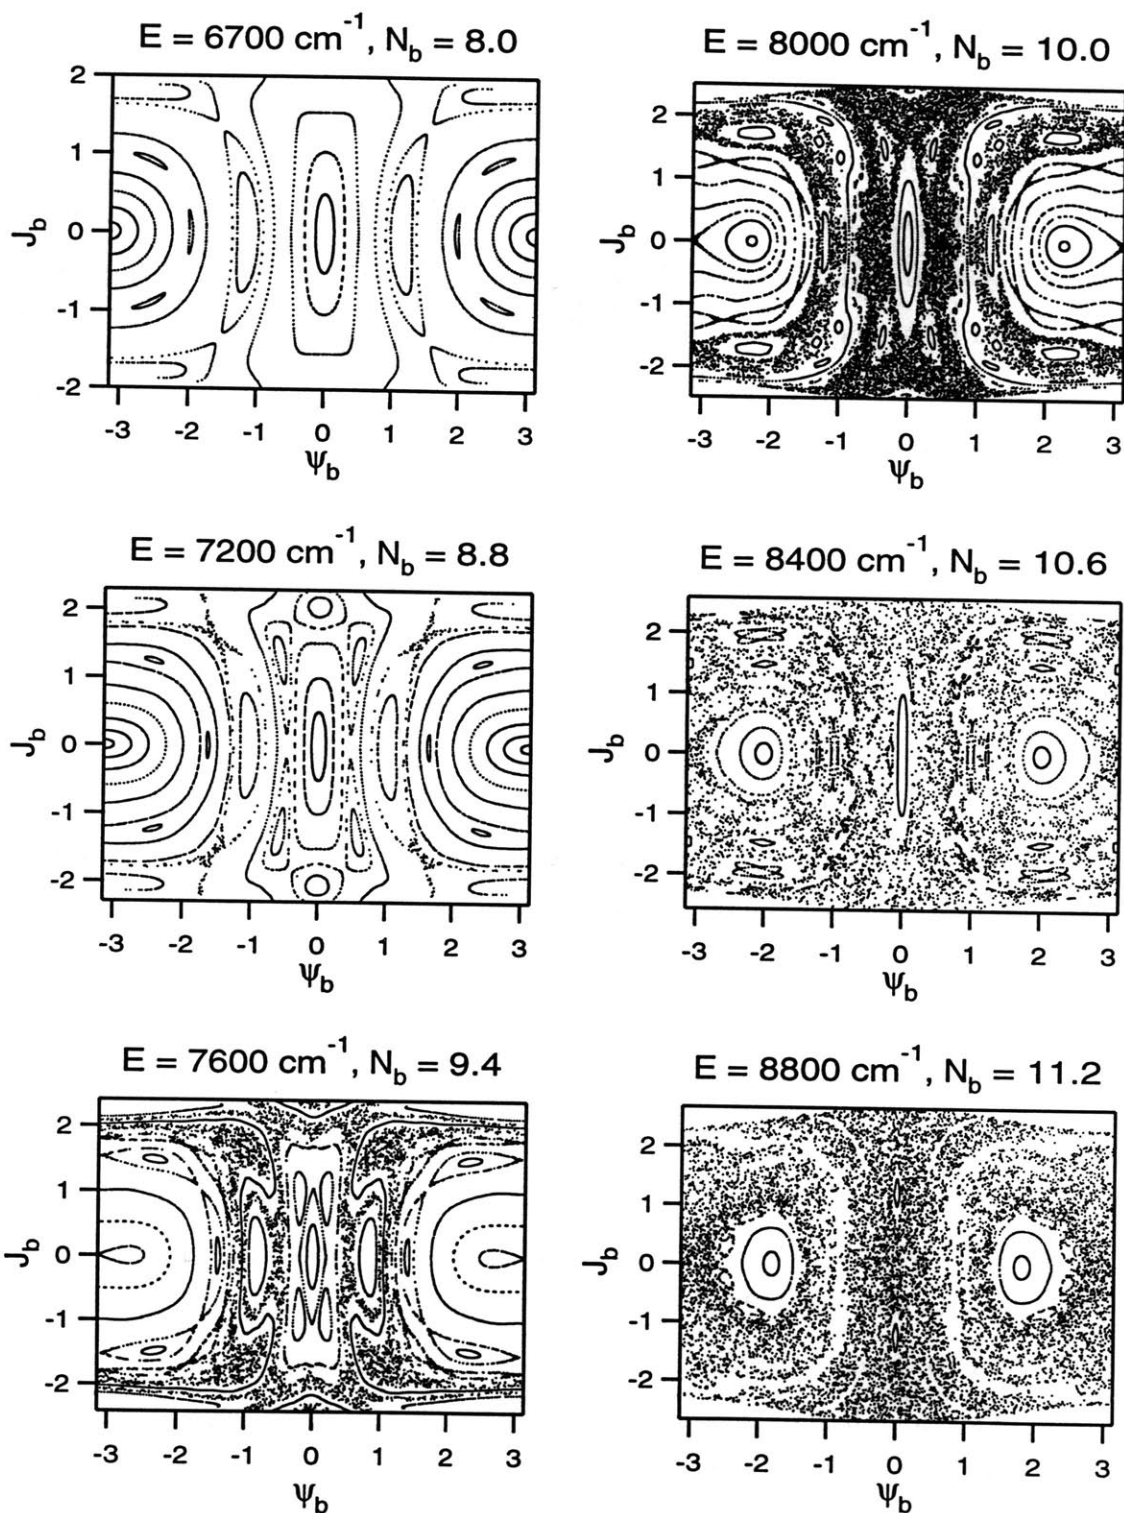 E = 6700 cm⁻¹, N_b = 8.0
2
1
0
-1
-2
J_b
-3 -2 -1 0 1 2 3
ψ_b
E = 8000 cm⁻¹, N_b = 10.0
2
1
0
-1
-2
J_b
-3 -2 -1 0 1 2 3
ψ_b
E = 7200 cm⁻¹, N_b = 8.8
2
1
0
-1
-2
J_b
-3 -2 -1 0 1 2 3
ψ_b
E = 8400 cm⁻¹, N_b = 10.6
2
1
0
-1
-2
J_b
-3 -2 -1 0 1 2 3
ψ_b
E = 7600 cm⁻¹, N_b = 9.4
2
1
0
-1
-2
J_b
-3 -2 -1 0 1 2 3
ψ_b
E = 8800 cm⁻¹, N_b = 11.2
2
1
0
-1
-2
J_b
-3 -2 -1 0 1 2 3
ψ_b